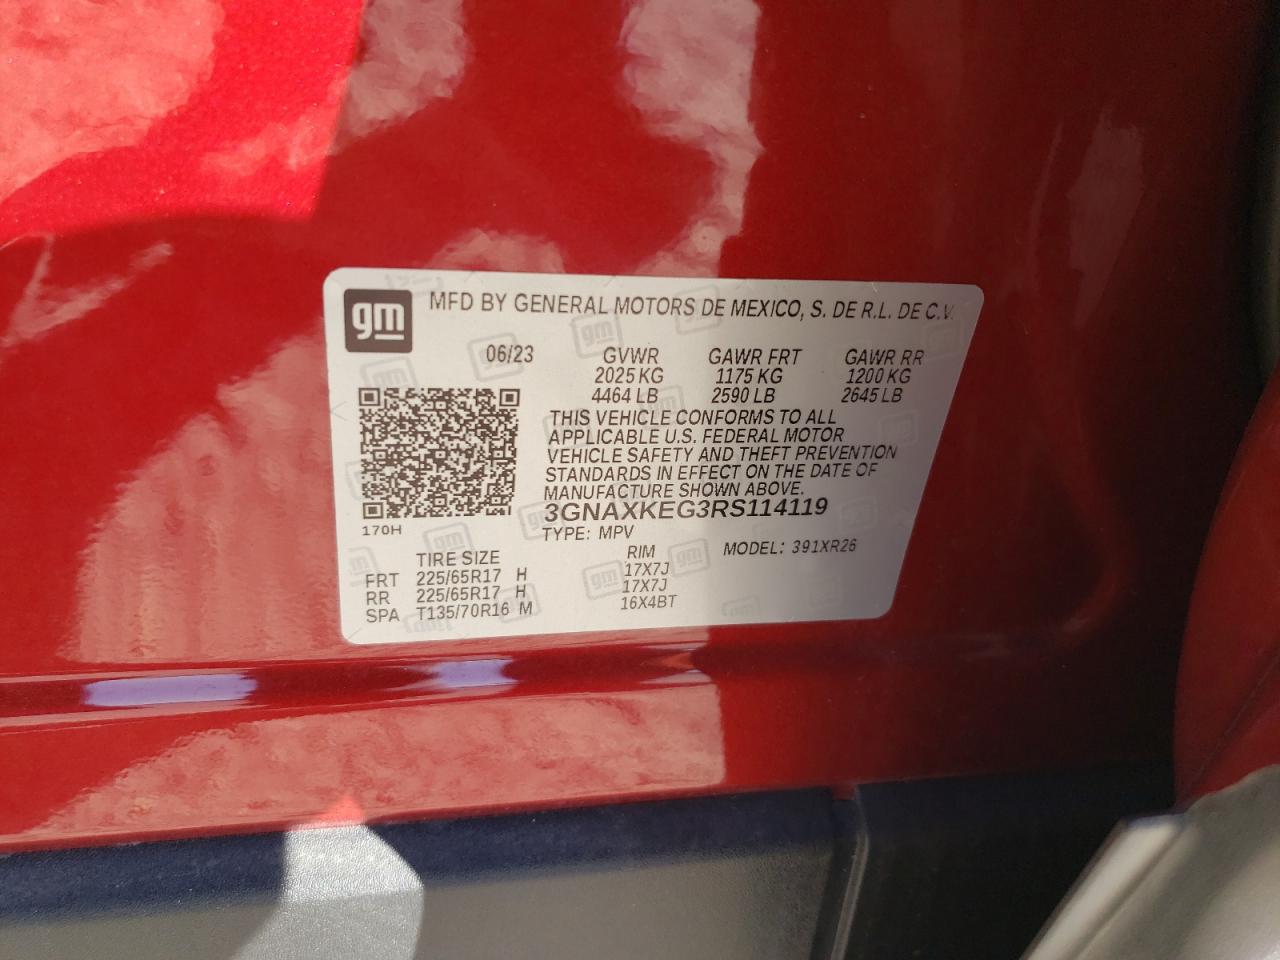 gm
MFD BY GENERAL MOTORS DE MEXICO, S. DE R.L. DE C.V.
06/23 GVWR GAWR FRT GAWR RR
2025 KG 1175 KG 1200 KG
4464 LB 2590 LB 2645 LB
THIS VEHICLE CONFORMS TO ALL
APPLICABLE U.S. FEDERAL MOTOR
VEHICLE SAFETY AND THEFT PREVENTION
STANDARDS IN EFFECT ON THE DATE OF
MANUFACTURE SHOWN ABOVE.
3GNAXKEG3RS114119
170H
TYPE: MPV
MODEL: 391XR26
TIRE SIZE RIM
FRT 225/65R17 H 17X7J
RR 225/65R17 H 17X7J
SPA T135/70R16 M 16X4BT